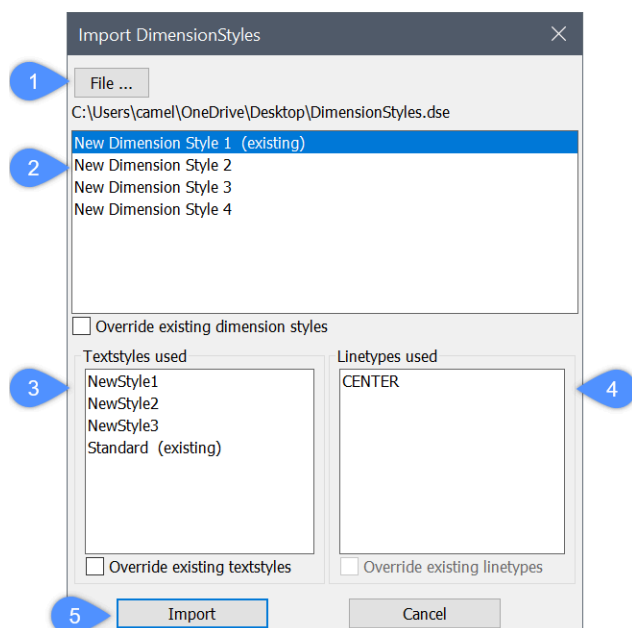 Import DimensionStyles
1
File ...
C:\Users\camel\OneDrive\Desktop\DimensionStyles.dse
New Dimension Style 1 (existing)
2
New Dimension Style 2
New Dimension Style 3
New Dimension Style 4
Override existing dimension styles
Textstyles used
3
NewStyle1
NewStyle2
NewStyle3
Standard (existing)
Override existing textstyles
Linetypes used
CENTER
4
Override existing linetypes
5
Import
Cancel